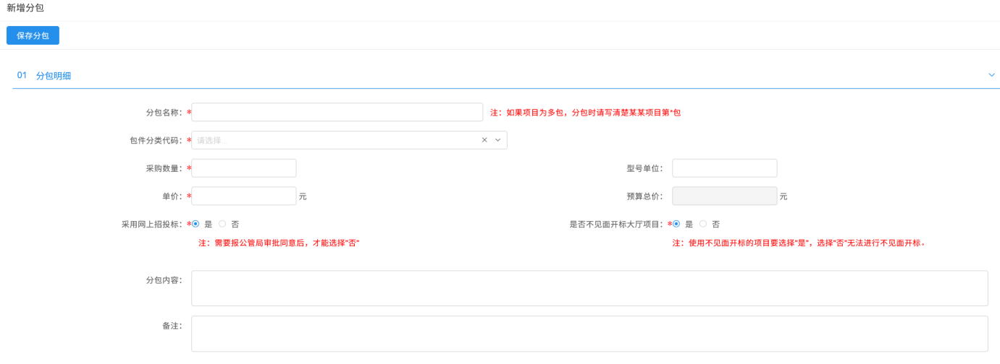 新增分包
保存分包
01 分包明细
分包名称：* 注：如果项目为多包，分包时请写清楚某某项目第*包
包件分类代码：* 请选择...
采购数量：* 型号单位：
单价：* 元 预算总价： 元
采用网上招投标：* 是 否 是否不见面开标大厅项目：* 是 否
注：需要报公管局审批同意后，才能选择"否" 注：使用不见面开标的项目要选择"是"，选择"否"无法进行不见面开标。
分包内容：
备注：